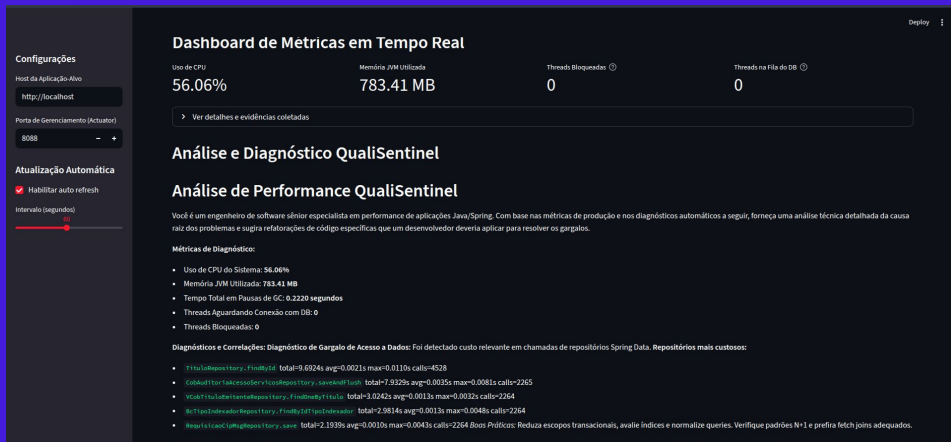 Deploy
Configurações
Host da Aplicação-Alvo
http://localhost
Porta de Gerenciamento (Actuator)
8088
Atualização Automática
Habilitar auto refresh
Intervalo (segundos)
Dashboard de Métricas em Tempo Real
Uso de CPU
56.06%
Memória JVM Utilizada
783.41 MB
Threads Bloqueadas
0
Threads na Fila do DB
0
Ver detalhes e evidências coletadas
Análise e Diagnóstico QualiSentinel
Análise de Performance QualiSentinel
Você é um engenheiro de software sênior especialista em performance de aplicações Java/Spring. Com base nas métricas de produção e nos diagnósticos automáticos a seguir, forneça uma análise técnica detalhada da causa
raiz dos problemas e sugira refatorações de código específicas que um desenvolvedor deveria aplicar para resolver os gargalos.
Métricas de Diagnóstico:
• Uso de CPU do Sistema: 56.06%
• Memória JVM Utilizada: 783.41 MB
• Tempo Total em Pausas de GC: 0.2220 segundos
• Threads Aguardando Conexão com DB: 0
• Threads Bloqueadas: 0
Diagnósticos e Correlações: Diagnóstico de Gargalo de Acesso a Dados: Foi detectado custo relevante em chamadas de repositórios Spring Data. Repositórios mais custosos:
• TituloRepository.findById total=9.6924s avg=0.0021s max=0.0110s calls=4528
• CobAuditoriaAcessoServicosRepository.saveAndFlush total=7.9329s avg=0.0035s max=0.0081s calls=2265
• VCobTituloEmitenteRepository.findOneByTitulo total=3.0242s avg=0.0013s max=0.0032s calls=2264
• BcTipoIndexadorRepository.findByIdTipoIndexador total=2.9814s avg=0.0013s max=0.0048s calls=2264
• RequisicaoCipMsgRepository.save total=2.1939s avg=0.0010s max=0.0043s calls=2264 Boas Práticas: Reduza escopos transacionais, avalie índices e normalize queries. Verifique padrões N+1 e prefira fetch joins adequados.